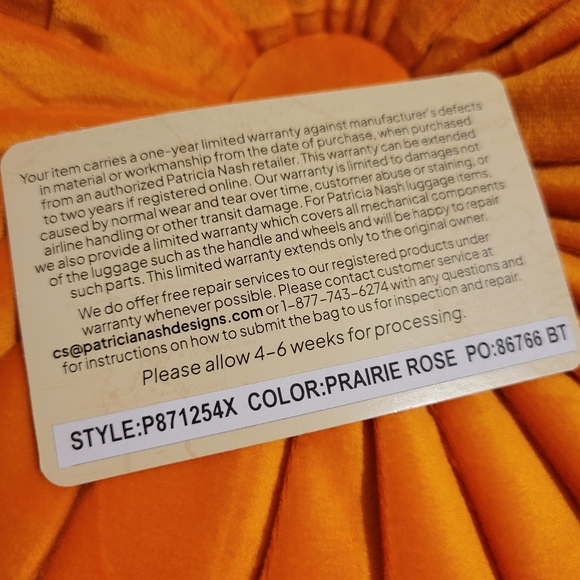 Your item carries a one-year limited warranty against manufacturer's defects
in material or workmanship from the date of purchase, when purchased
from an authorized Patricia Nash retailer. This warranty can be extended
to two years if registered online. Our warranty is limited to damages not
caused by normal wear and tear over time, customer abuse or staining, or
airline handling or other transit damage. For Patricia Nash luggage items,
we also provide a limited warranty which covers all mechanical components
of the luggage such as the handle and wheels and will be happy to repair
such parts. This limited warranty extends only to the original owner.
We do offer free repair services to our registered products under
warranty whenever possible. Please contact customer service at
cs@patricianashdesigns.com or 1-877-743-6274 with any questions and
for instructions on how to submit the bag to us for inspection and repair.
Please allow 4-6 weeks for processing.
STYLE:P871254X COLOR:PRAIRIE ROSE PO:86766 BT